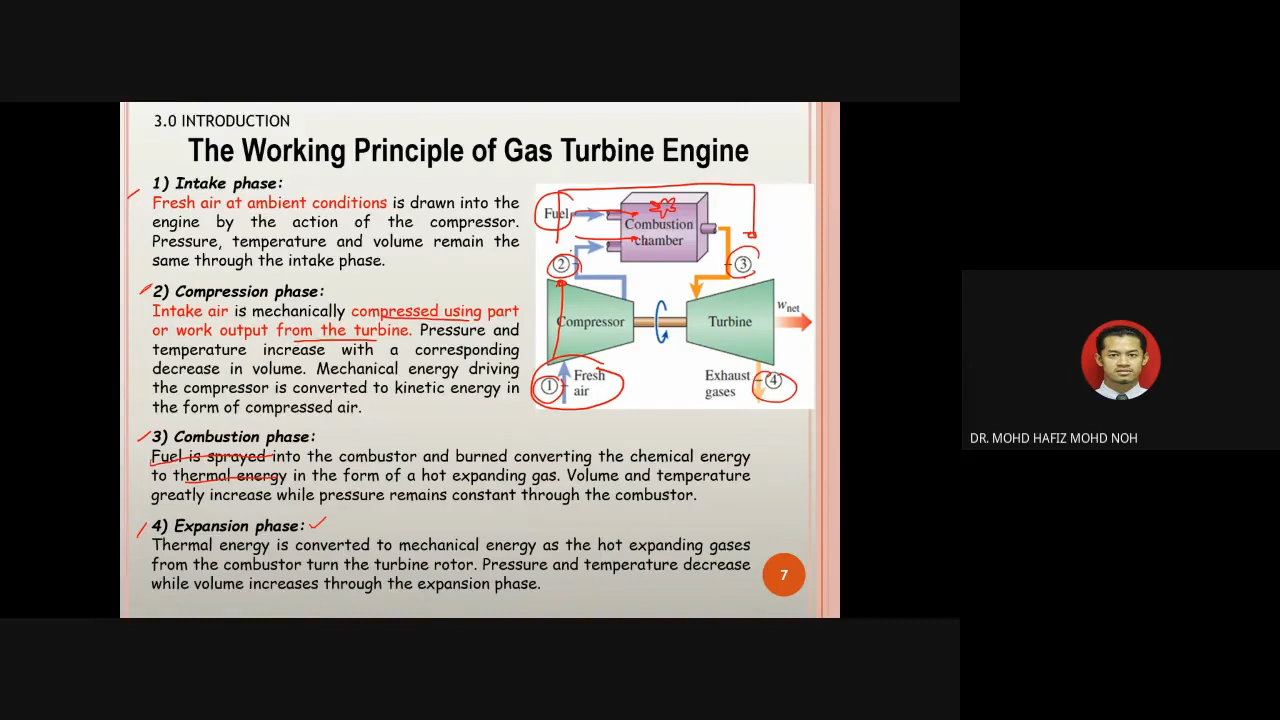 3.0 INTRODUCTION
The Working Principle of Gas Turbine Engine
1) Intake phase:
Fresh air at ambient conditions is drawn into the
engine by the action of the compressor.
Pressure, temperature and volume remain the
same through the intake phase.
2) Compression phase:
Intake air is mechanically compressed using part
or work output from the turbine. Pressure and
temperature increase with a corresponding
decrease in volume. Mechanical energy driving
the compressor is converted to kinetic energy in
the form of compressed air.
3) Combustion phase:
Fuel is sprayed into the combustor and burned converting the chemical energy
to thermal energy in the form of a hot expanding gas. Volume and temperature
greatly increase while pressure remains constant through the combustor.
4) Expansion phase:
Thermal energy is converted to mechanical energy as the hot expanding gases
from the combustor turn the turbine rotor. Pressure and temperature decrease
while volume increases through the expansion phase.
Fuel
Combustion
chamber
2
3
Compressor
Turbine
wnet
1
Fresh
air
Exhaust
gases
4
7
DR. MOHD HAFIZ MOHD NOH